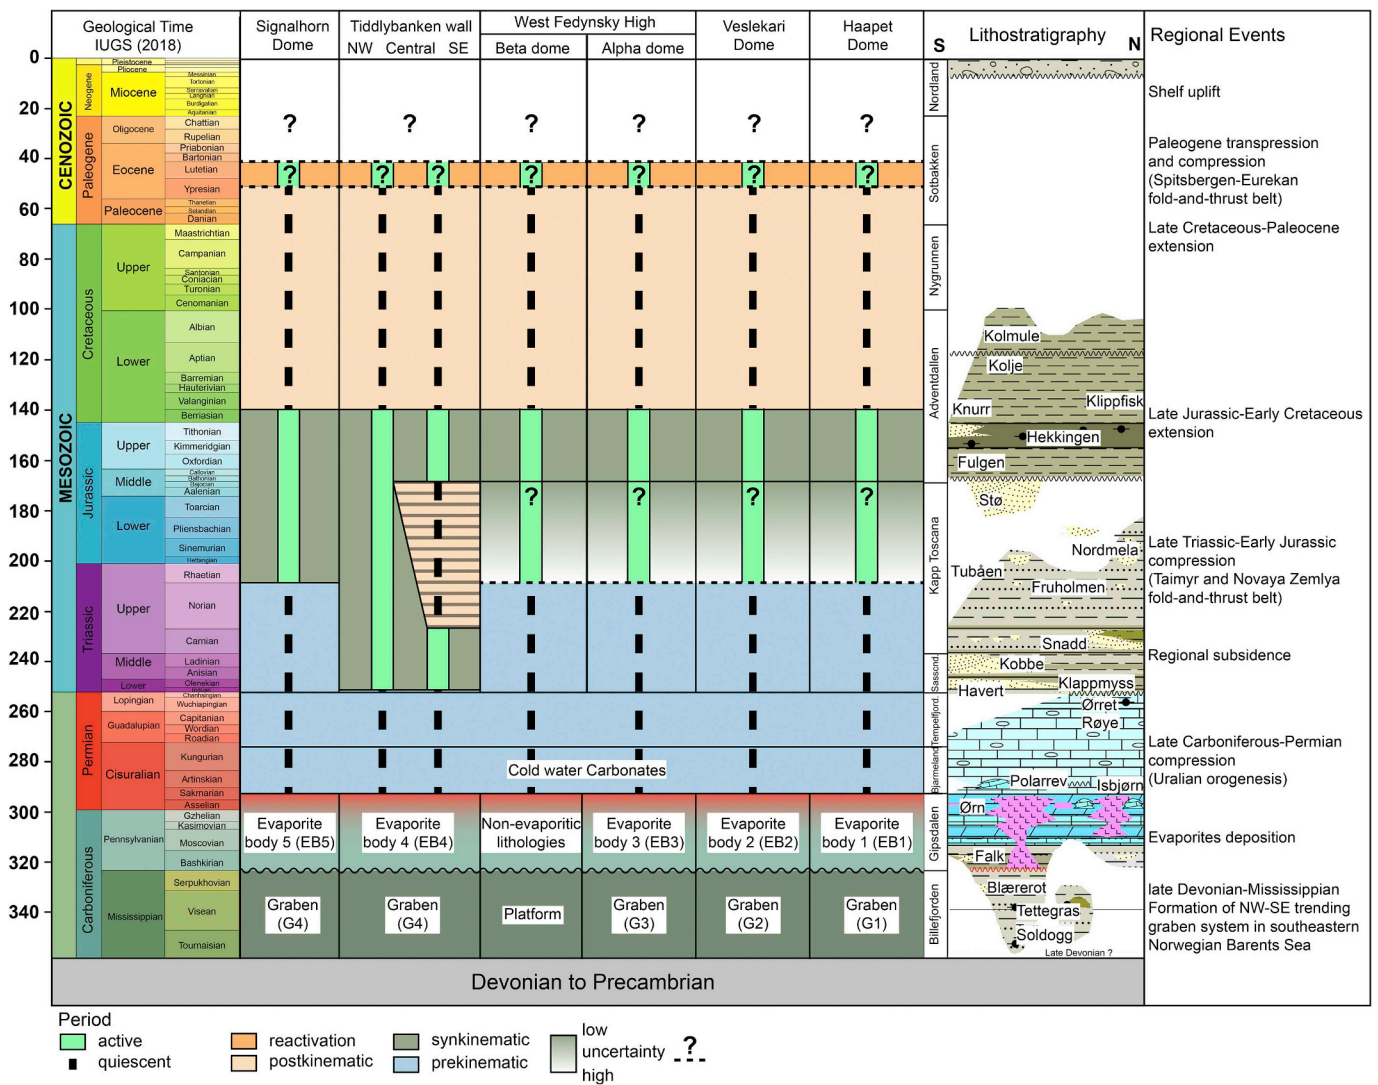 Geological Time
IUGS (2018)
Signalhorn
Dome
Tiddlybanken wall
NW Central SE
West Fedynsky High
Beta dome
Alpha dome
Veslekari
Dome
Haapet
Dome
S
Lithostratigraphy
N
Regional Events
0
20
40
60
80
100
120
140
160
180
200
220
240
260
280
300
320
340
CENOZOIC
MESOZOIC
Neogene
Paleogene
Cretaceous
Jurassic
Triassic
Permian
Carboniferous
Pleistocene
Pliocene
Miocene
Oligocene
Eocene
Paleocene
Upper
Lower
Upper
Middle
Lower
Upper
Middle
Lower
Lopingian
Guadalupian
Cisuralian
Pennsylvanian
Mississippian
Messinian
Tortonian
Serravalian
Langhian
Burdigalian
Aquitanian
Chattian
Rupelian
Priabonian
Bartonian
Lutetian
Ypresian
Thanetian
Selandian
Danian
Maastrichtian
Campanian
Santonian
Coniacian
Turonian
Cenomanian
Albian
Aptian
Barremian
Hauterivian
Valanginian
Berriasian
Tithonian
Kimmeridgian
Oxfordian
Callovian
Bathonian
Bajocian
Aalenian
Toarcian
Pliensbachian
Sinemurian
Hettangian
Rhaetian
Norian
Carnian
Ladinian
Anisian
Olenekian
Induan
Changhsingian
Wuchiapingian
Capitanian
Wordian
Roadian
Kungurian
Artinskian
Sakmarian
Asselian
Gzhelian
Kasimovian
Moscovian
Bashkirian
Serpukhovian
Visean
Tournaisian
? ? ? ? ? ?
? ? ? ? ? ? ?
? ? ? ?
Cold water Carbonates
Evaporite
body 5 (EB5)
Evaporite
body 4 (EB4)
Non-evaporitic
lithologies
Evaporite
body 3 (EB3)
Evaporite
body 2 (EB2)
Evaporite
body 1 (EB1)
Graben
(G4)
Graben
(G4)
Platform
Graben
(G3)
Graben
(G2)
Graben
(G1)
Devonian to Precambrian
Nordland
Sotbakken
Nygrunnen
Adventdallen
Kapp Toscana
Sassend.
Tempelfjord.
Bjarmeland
Gipsdalen
Billefjorden
Kolmule
Kolje
Knurr
Klippfisk
Hekkingen
Fulgen
Stø
Nordmela
Tubåen
Fruholmen
Snadd
Kobbe
Klappmyss
Havert
Ørret
Røye
Polarrev
Isbjørn
Ørn
Falk
Blærerot
Tettegras
Soldogg
Late Devonian ?
Shelf uplift
Paleogene transpression
and compression
(Spitsbergen-Eurekan
fold-and-thrust belt)
Late Cretaceous-Paleocene
extension
Late Jurassic-Early Cretaceous
extension
Late Triassic-Early Jurassic
compression
(Taimyr and Novaya Zemlya
fold-and-thrust belt)
Regional subsidence
Late Carboniferous-Permian
compression
(Uralian orogenesis)
Evaporites deposition
late Devonian-Mississippian
Formation of NW-SE trending
graben system in southeastern
Norwegian Barents Sea
Period
active
quiescent
reactivation
postkinematic
synkinematic
prekinematic
low
uncertainty
high
?